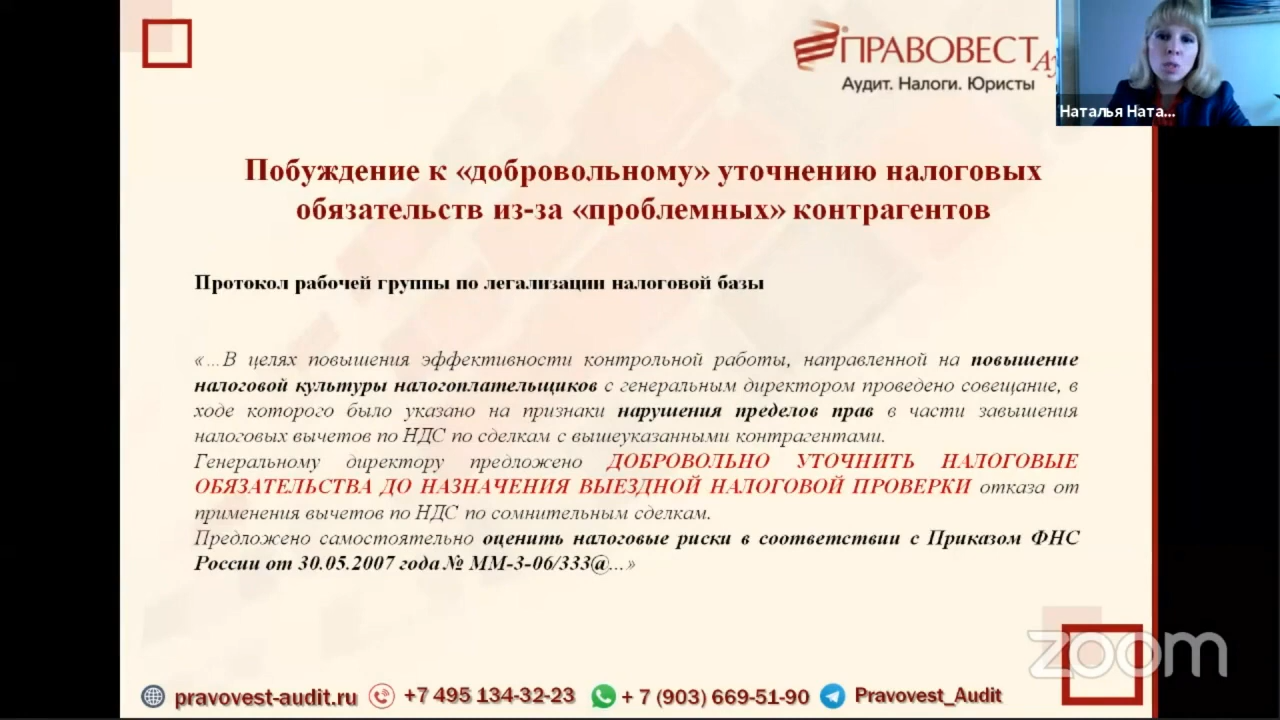 ПРАВОВЕСТ
Аудит. Налоги. Юристы
Наталья Ната...
Побуждение к «добровольному» уточнению налоговых
обязательств из-за «проблемных» контрагентов
Протокол рабочей группы по легализации налоговой базы
«…В целях повышения эффективности контрольной работы, направленной на повышение
налоговой культуры налогоплательщиков с генеральным директором проведено совещание, в
ходе которого было указано на признаки нарушения пределов прав в части завышения
налоговых вычетов по НДС по сделкам с вышеуказанными контрагентами.
Генеральному директору предложено ДОБРОВОЛЬНО УТОЧНИТЬ НАЛОГОВЫЕ
ОБЯЗАТЕЛЬСТВА ДО НАЗНАЧЕНИЯ ВЫЕЗДНОЙ НАЛОГОВОЙ ПРОВЕРКИ отказа от
применения вычетов по НДС по сомнительным сделкам.
Предложено самостоятельно оценить налоговые риски в соответствии с Приказом ФНС
России от 30.05.2007 года № ММ-3-06/333@…»
zoom
pravovest-audit.ru +7 495 134-32-23 + 7 (903) 669-51-90 Pravovest_Audit